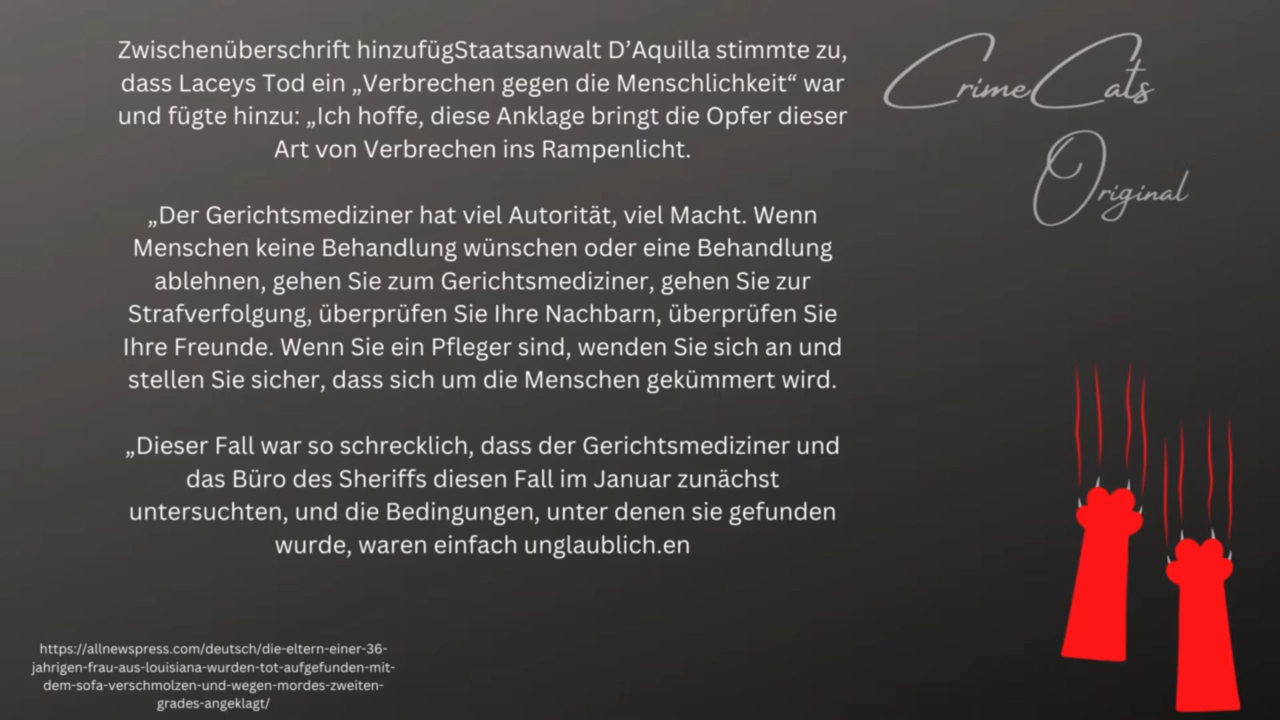 Zwischenüberschrift hinzufügStaatsanwalt D’Aquilla stimmte zu,
dass Laceys Tod ein „Verbrechen gegen die Menschlichkeit“ war
und fügte hinzu: „Ich hoffe, diese Anklage bringt die Opfer dieser
Art von Verbrechen ins Rampenlicht.
„Der Gerichtsmediziner hat viel Autorität, viel Macht. Wenn
Menschen keine Behandlung wünschen oder eine Behandlung
ablehnen, gehen Sie zum Gerichtsmediziner, gehen Sie zur
Strafverfolgung, überprüfen Sie Ihre Nachbarn, überprüfen Sie
Ihre Freunde. Wenn Sie ein Pfleger sind, wenden Sie sich an und
stellen Sie sicher, dass sich um die Menschen gekümmert wird.
„Dieser Fall war so schrecklich, dass der Gerichtsmediziner und
das Büro des Sheriffs diesen Fall im Januar zunächst
untersuchten, und die Bedingungen, unter denen sie gefunden
wurde, waren einfach unglaublich.en
CrimeCats
Original
https://allnewspress.com/deutsch/die-eltern-einer-36-
jahrigen-frau-aus-louisiana-wurden-tot-aufgefunden-mit-
dem-sofa-verschmolzen-und-wegen-mordes-zweiten-
grades-angeklagt/